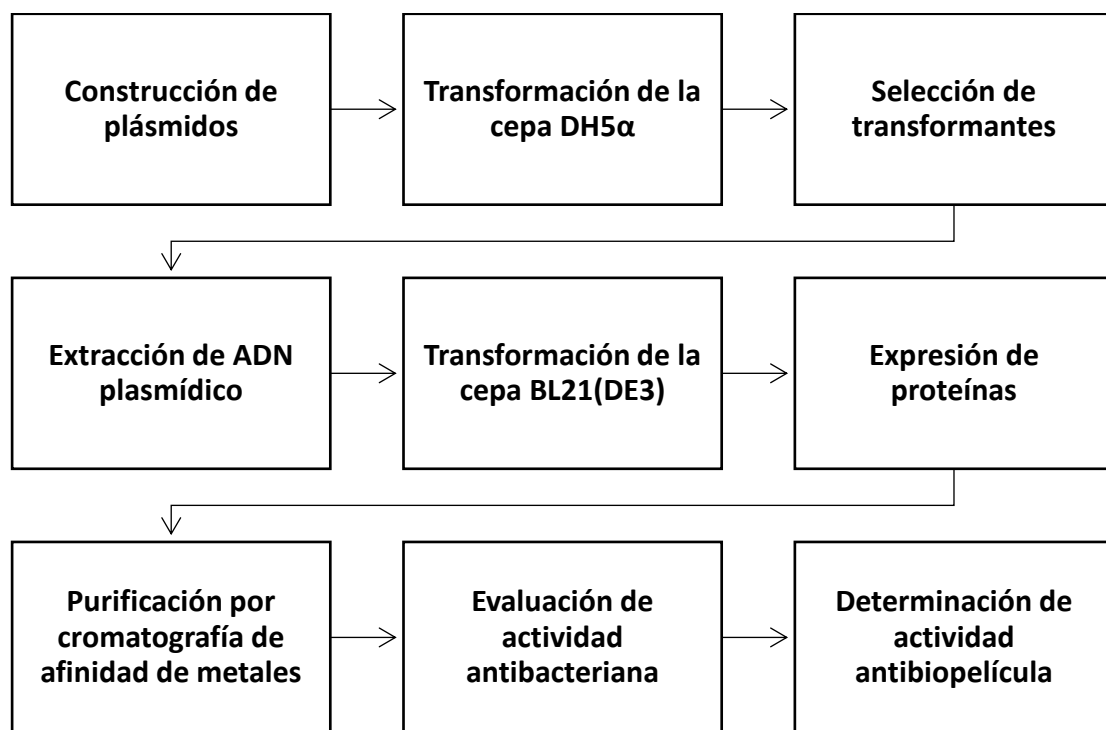 Construcción de
plásmidos
Transformación de la
cepa DH5α
Selección de
transformantes
Extracción de ADN
plasmídico
Transformación de la
cepa BL21(DE3)
Expresión de
proteínas
Purificación por
cromatografía de
afinidad de metales
Evaluación de
actividad
antibacteriana
Determinación de
actividad
antibiopelícula